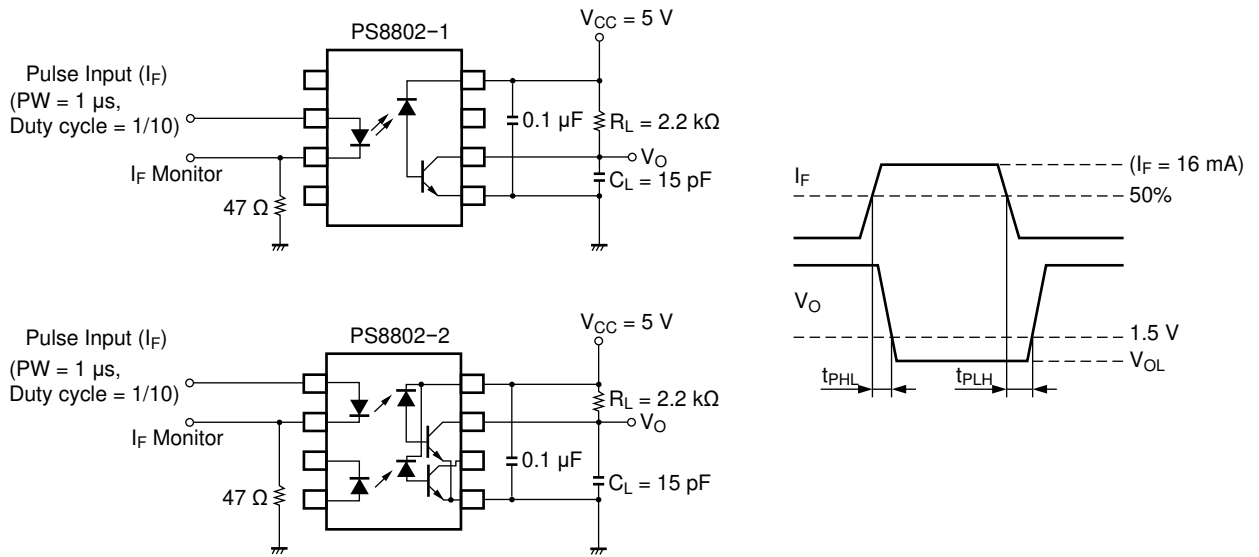 V_CC = 5 V
PS8802−1
Pulse Input (I_F)
(PW = 1 μs,
Duty cycle = 1/10)
I_F Monitor
47 Ω
0.1 μF
R_L = 2.2 kΩ
V_O
C_L = 15 pF
V_CC = 5 V
PS8802−2
Pulse Input (I_F)
(PW = 1 μs,
Duty cycle = 1/10)
I_F Monitor
47 Ω
0.1 μF
R_L = 2.2 kΩ
V_O
C_L = 15 pF
I_F
(I_F = 16 mA)
50%
V_O
1.5 V
V_OL
t_PHL
t_PLH